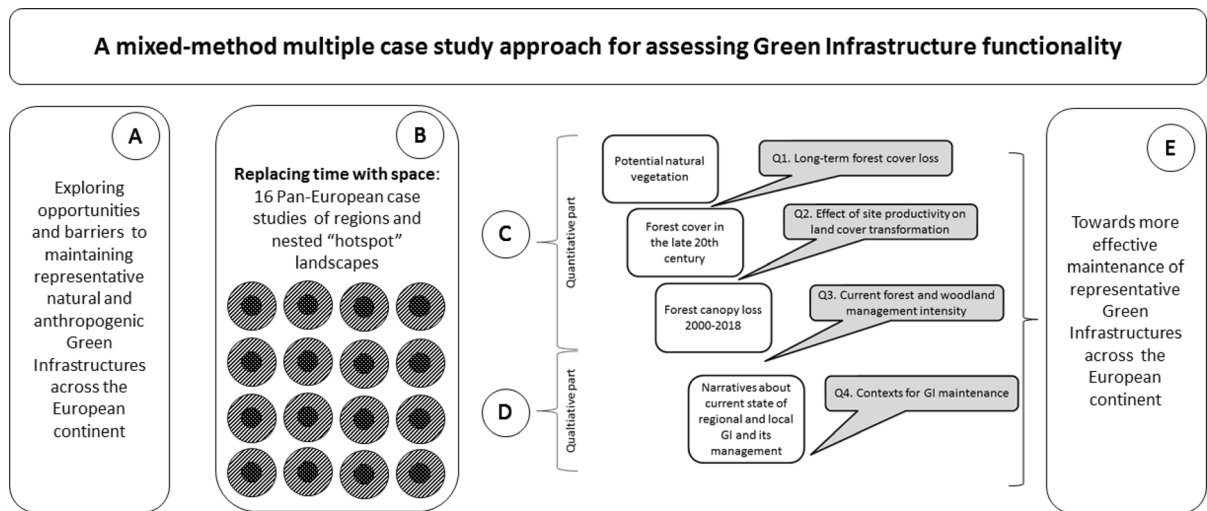 A mixed-method multiple case study approach for assessing Green Infrastructure functionality
A
Exploring
opportunities
and barriers to
maintaining
representative
natural and
anthropogenic
Green
Infrastructures
across the
European
continent
B
Replacing time with space:
16 Pan-European case
studies of regions and
nested “hotspot”
landscapes
C
Quantitative part
D
Qualtiative part
Potential natural
vegetation
Q1. Long-term forest cover loss
Forest cover in
the late 20th
century
Q2. Effect of site productivity on
land cover transformation
Forest canopy loss
2000-2018
Q3. Current forest and woodland
management intensity
Narratives about
current state of
regional and local
GI and its
management
Q4. Contexts for GI maintenance
E
Towards more
effective
maintenance of
representative
Green
Infrastructures
across the
European
continent